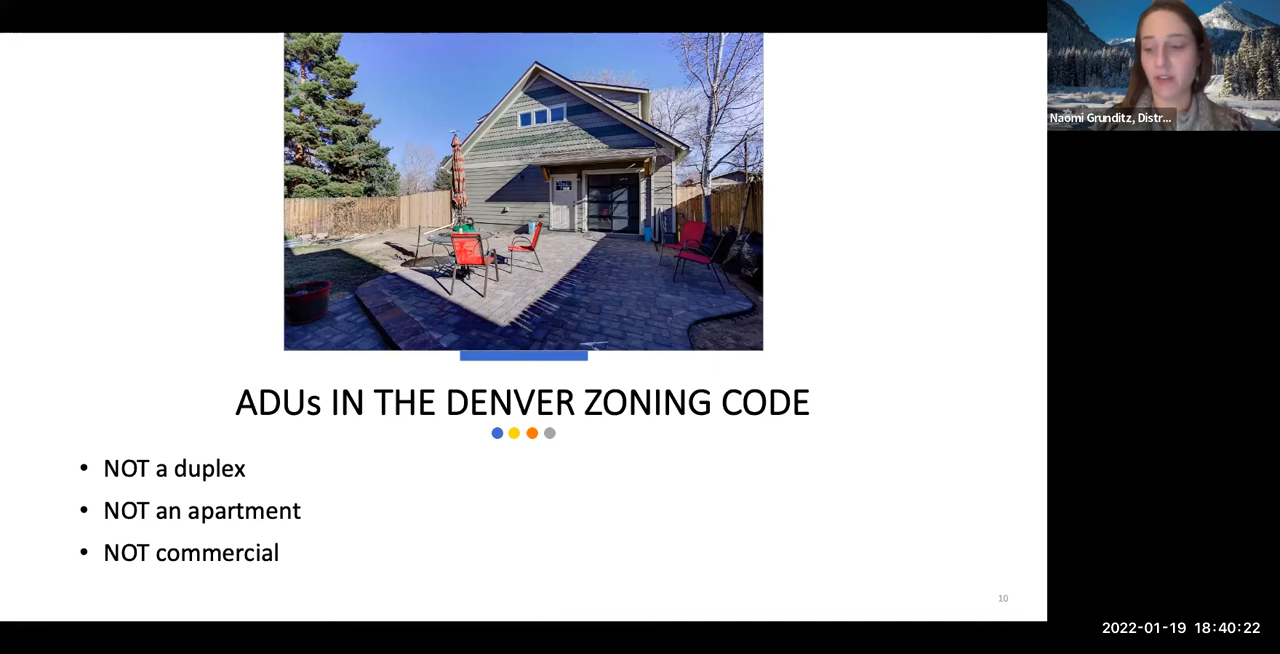 Naomi Grunditz, Distr...
ADUs IN THE DENVER ZONING CODE
• NOT a duplex
• NOT an apartment
• NOT commercial
10
2022-01-19 18:40:22